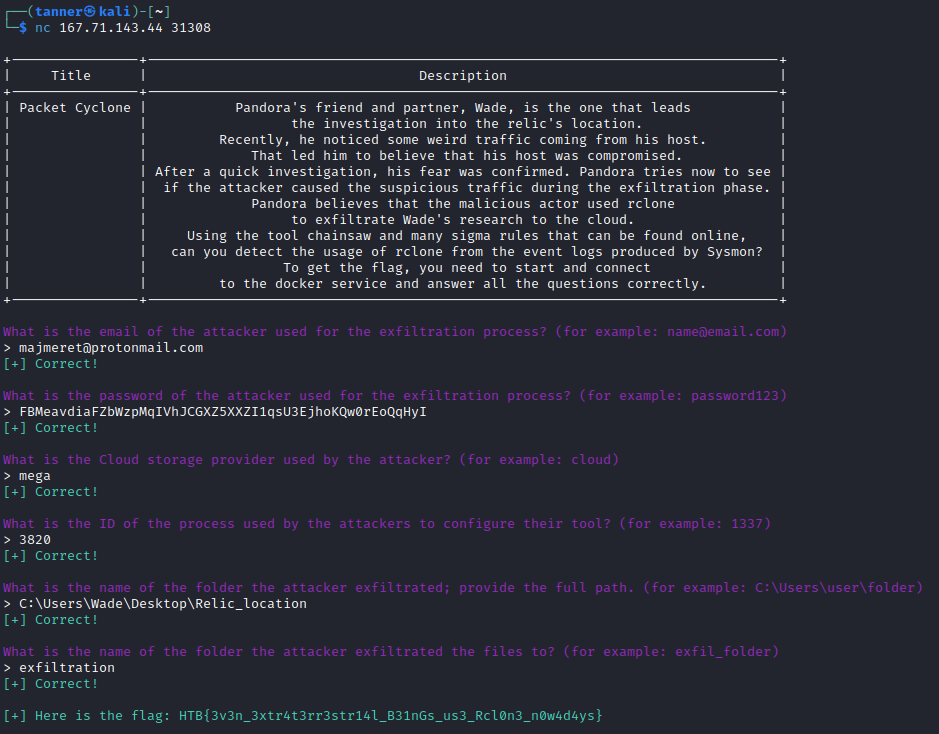 ┌──(tanner㉿kali)-[~]
└─$ nc 167.71.143.44 31308
+----------------+------------------------------------------------------------------------------+
| Title | Description |
+----------------+------------------------------------------------------------------------------+
| Packet Cyclone | Pandora's friend and partner, Wade, is the one that leads |
| | the investigation into the relic's location. |
| | Recently, he noticed some weird traffic coming from his host. |
| | That led him to believe that his host was compromised. |
| | After a quick investigation, his fear was confirmed. Pandora tries now to see |
| | if the attacker caused the suspicious traffic during the exfiltration phase. |
| | Pandora believes that the malicious actor used rclone |
| | to exfiltrate Wade's research to the cloud. |
| | Using the tool chainsaw and many sigma rules that can be found online, |
| | can you detect the usage of rclone from the event logs produced by Sysmon? |
| | To get the flag, you need to start and connect |
| | to the docker service and answer all the questions correctly. |
+----------------+------------------------------------------------------------------------------+
What is the email of the attacker used for the exfiltration process? (for example: name@email.com)
> majmeret@protonmail.com
[+] Correct!
What is the password of the attacker used for the exfiltration process? (for example: password123)
> FBMeavdiaFZbWzpMqIVhJCGXZ5XXZI1qsU3EjhoKQw0rEoQqHyI
[+] Correct!
What is the Cloud storage provider used by the attacker? (for example: cloud)
> mega
[+] Correct!
What is the ID of the process used by the attackers to configure their tool? (for example: 1337)
> 3820
[+] Correct!
What is the name of the folder the attacker exfiltrated; provide the full path. (for example: C:\Users\user\folder)
> C:\Users\Wade\Desktop\Relic_location
[+] Correct!
What is the name of the folder the attacker exfiltrated the files to? (for example: exfil_folder)
> exfiltration
[+] Correct!
[+] Here is the flag: HTB{3v3n_3xtr4t3rr3str14l_B31nGs_us3_Rcl0n3_n0w4d4ys}